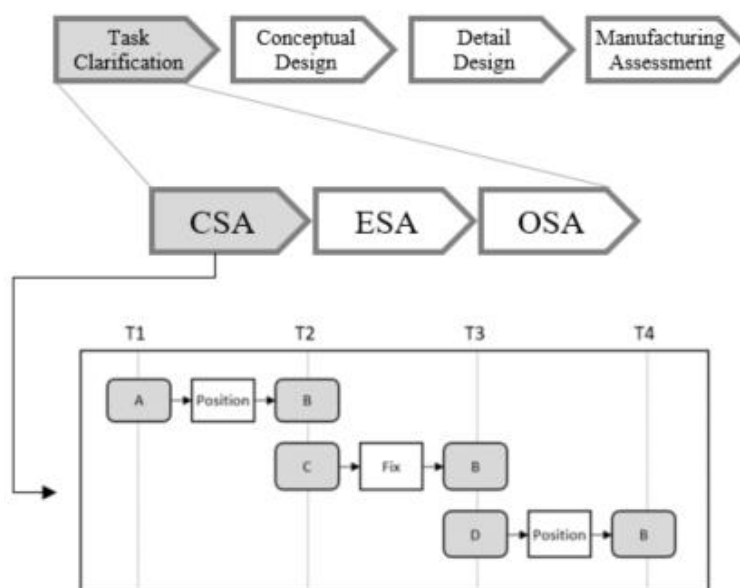 Task
Clarification
Conceptual
Design
Detail
Design
Manufacturing
Assessment
CSA
ESA
OSA
T1 T2 T3 T4
A Position B
C Fix B
D Position B